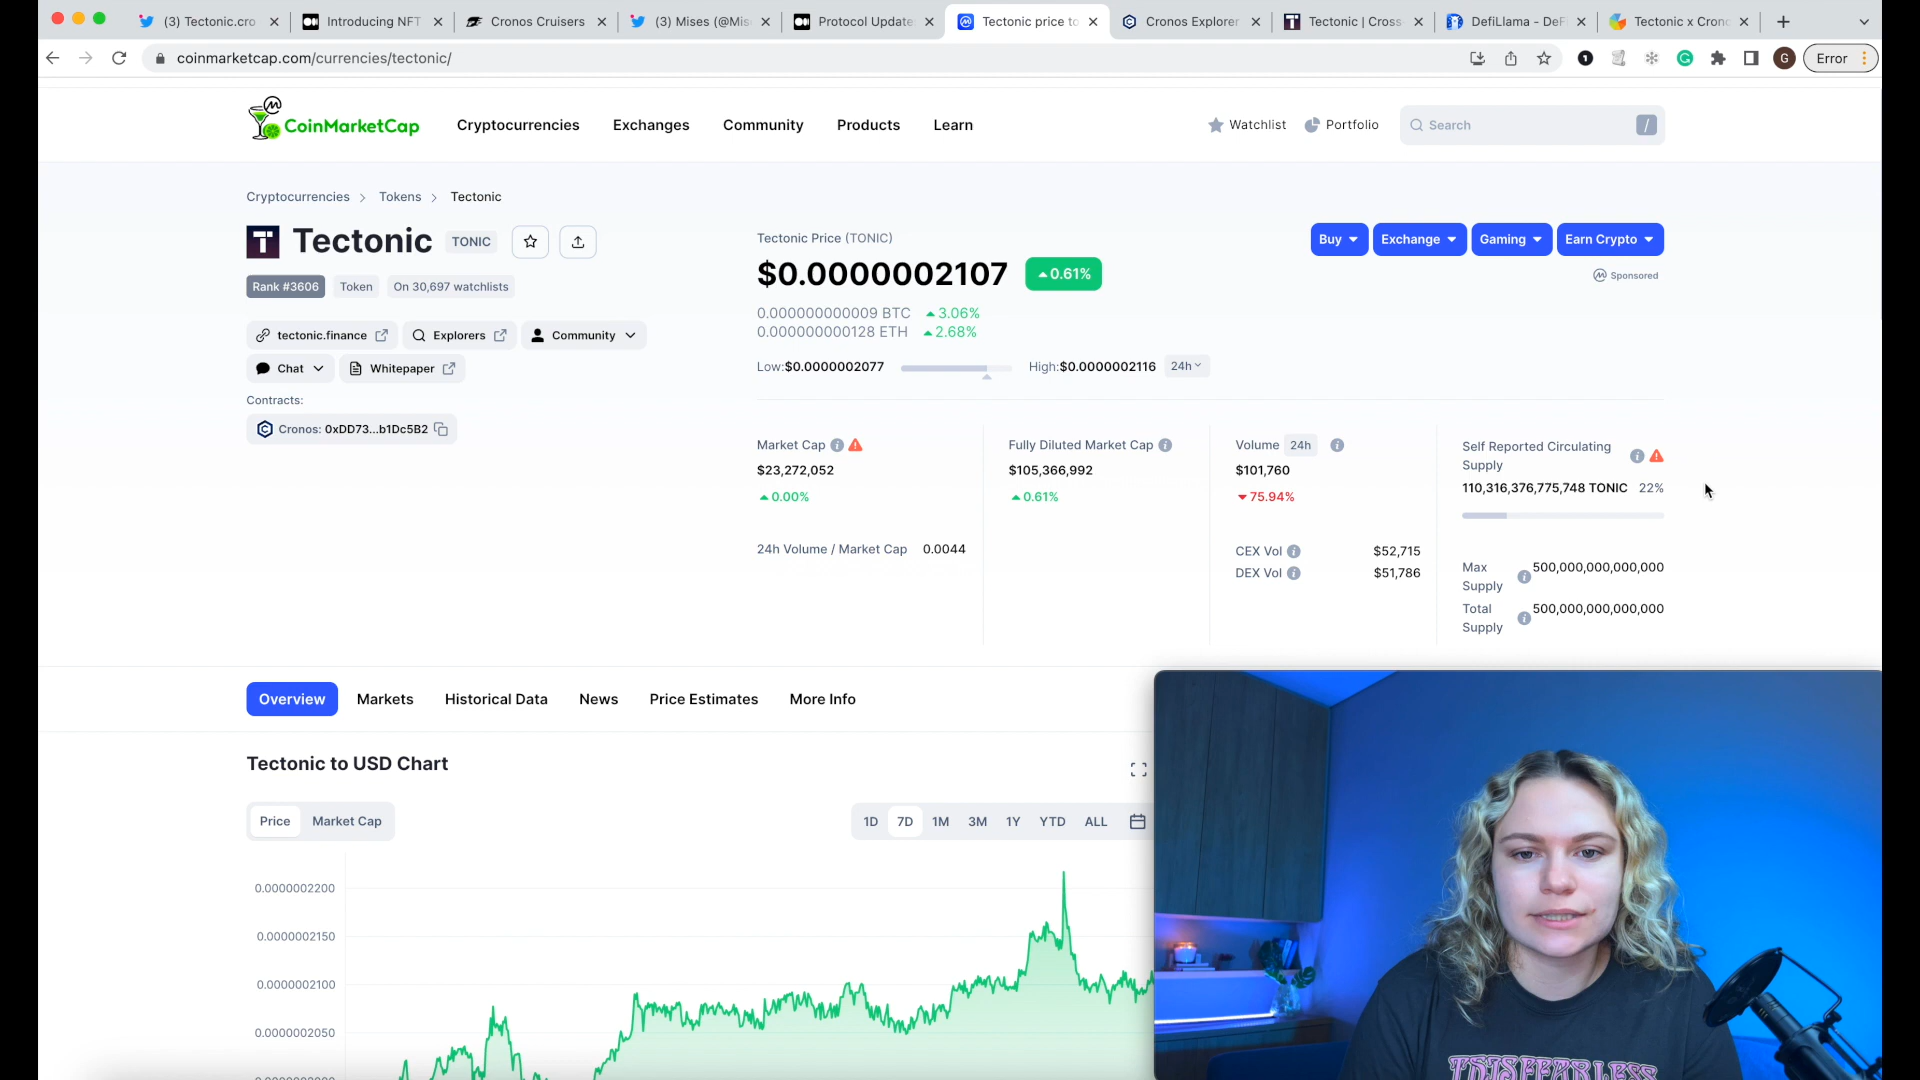 (3) Tectonic.cro
Introducing NFT
Cronos Cruisers
(3) Mises (@Mis
Protocol Update
Tectonic price to
Cronos Explorer
Tectonic | Cross
DefiLlama - DeF
Tectonic x Crono
coinmarketcap.com/currencies/tectonic/
G
Error
CoinMarketCap
Cryptocurrencies
Exchanges
Community
Products
Learn
Watchlist
Portfolio
Search
/
Cryptocurrencies > Tokens > Tectonic
Tectonic TONIC
Rank #3606
Token
On 30,697 watchlists
tectonic.finance
Explorers
Community
Chat
Whitepaper
Contracts:
Cronos: 0xDD73...b1Dc5B2
Tectonic Price (TONIC)
$0.0000002107 0.61%
0.000000000009 BTC 3.06%
0.000000000128 ETH 2.68%
Low:$0.0000002077
High:$0.0000002116
24h
Buy
Exchange
Gaming
Earn Crypto
Sponsored
Market Cap
$23,272,052
0.00%
24h Volume / Market Cap 0.0044
Fully Diluted Market Cap
$105,366,992
0.61%
Volume 24h
$101,760
75.94%
CEX Vol $52,715
DEX Vol $51,786
Self Reported Circulating
Supply
110,316,376,775,748 TONIC 22%
Max
Supply
500,000,000,000,000
Total
Supply
500,000,000,000,000
Overview
Markets
Historical Data
News
Price Estimates
More Info
Tectonic to USD Chart
Price
Market Cap
1D
7D
1M
3M
1Y
YTD
ALL
0.0000002200
0.0000002150
0.0000002100
0.0000002050